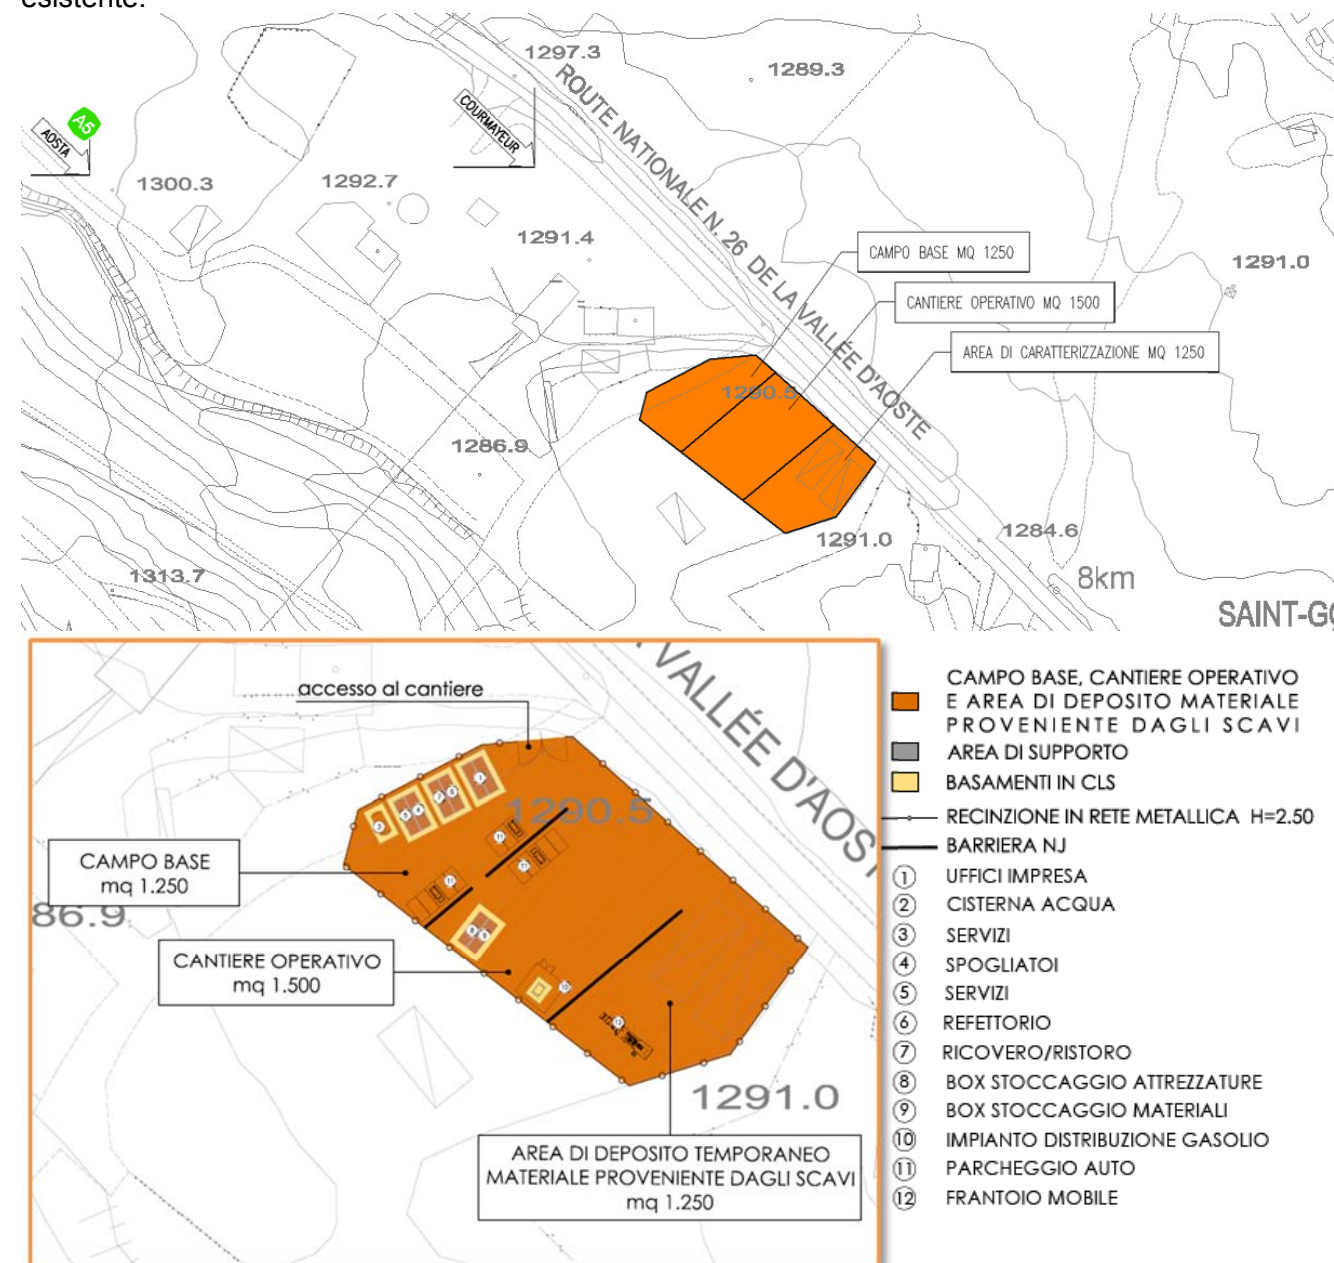 esistente.
1297.3
1289.3
ROUTE NATIONALE N. 26 DE LA VALLÉE D'AOSTE
A5
AOSTA
COURMAYEUR
1300.3
1292.7
1291.4
CAMPO BASE MQ 1250
1291.0
CANTIERE OPERATIVO MQ 1500
AREA DI CARATTERIZZAZIONE MQ 1250
1290.5
1286.9
1291.0
1284.6
1313.7
8km
SAINT-GO
VALLÉE D'AOST
accesso al cantiere
1290.5
CAMPO BASE
mq 1.250
86.9
CANTIERE OPERATIVO
mq 1.500
1291.0
AREA DI DEPOSITO TEMPORANEO
MATERIALE PROVENIENTE DAGLI SCAVI
mq 1.250
CAMPO BASE, CANTIERE OPERATIVO
E AREA DI DEPOSITO MATERIALE
PROVENIENTE DAGLI SCAVI
AREA DI SUPPORTO
BASAMENTI IN CLS
RECINZIONE IN RETE METALLICA H=2.50
BARRIERA NJ
1 UFFICI IMPRESA
2 CISTERNA ACQUA
3 SERVIZI
4 SPOGLIATOI
5 SERVIZI
6 REFETTORIO
7 RICOVERO/RISTORO
8 BOX STOCCAGGIO ATTREZZATURE
9 BOX STOCCAGGIO MATERIALI
10 IMPIANTO DISTRIBUZIONE GASOLIO
11 PARCHEGGIO AUTO
12 FRANTOIO MOBILE